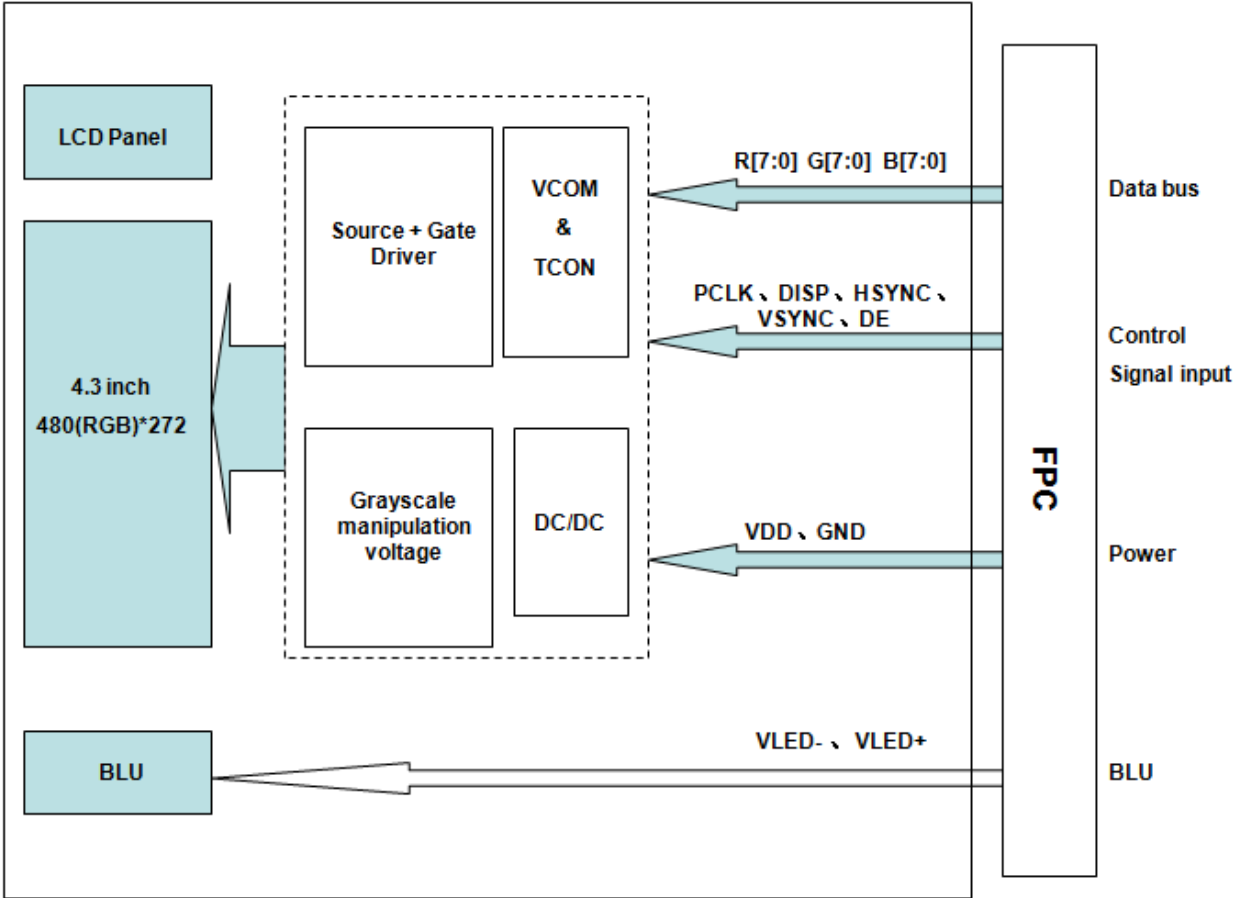 LCD Panel
4.3 inch
480(RGB)*272
BLU
Source + Gate
Driver
VCOM
&
TCON
Grayscale
manipulation
voltage
DC/DC
R[7:0] G[7:0] B[7:0]
PCLK、DISP、HSYNC、
VSYNC、DE
VDD、GND
VLED-、VLED+
FPC
Data bus
Control
Signal input
Power
BLU